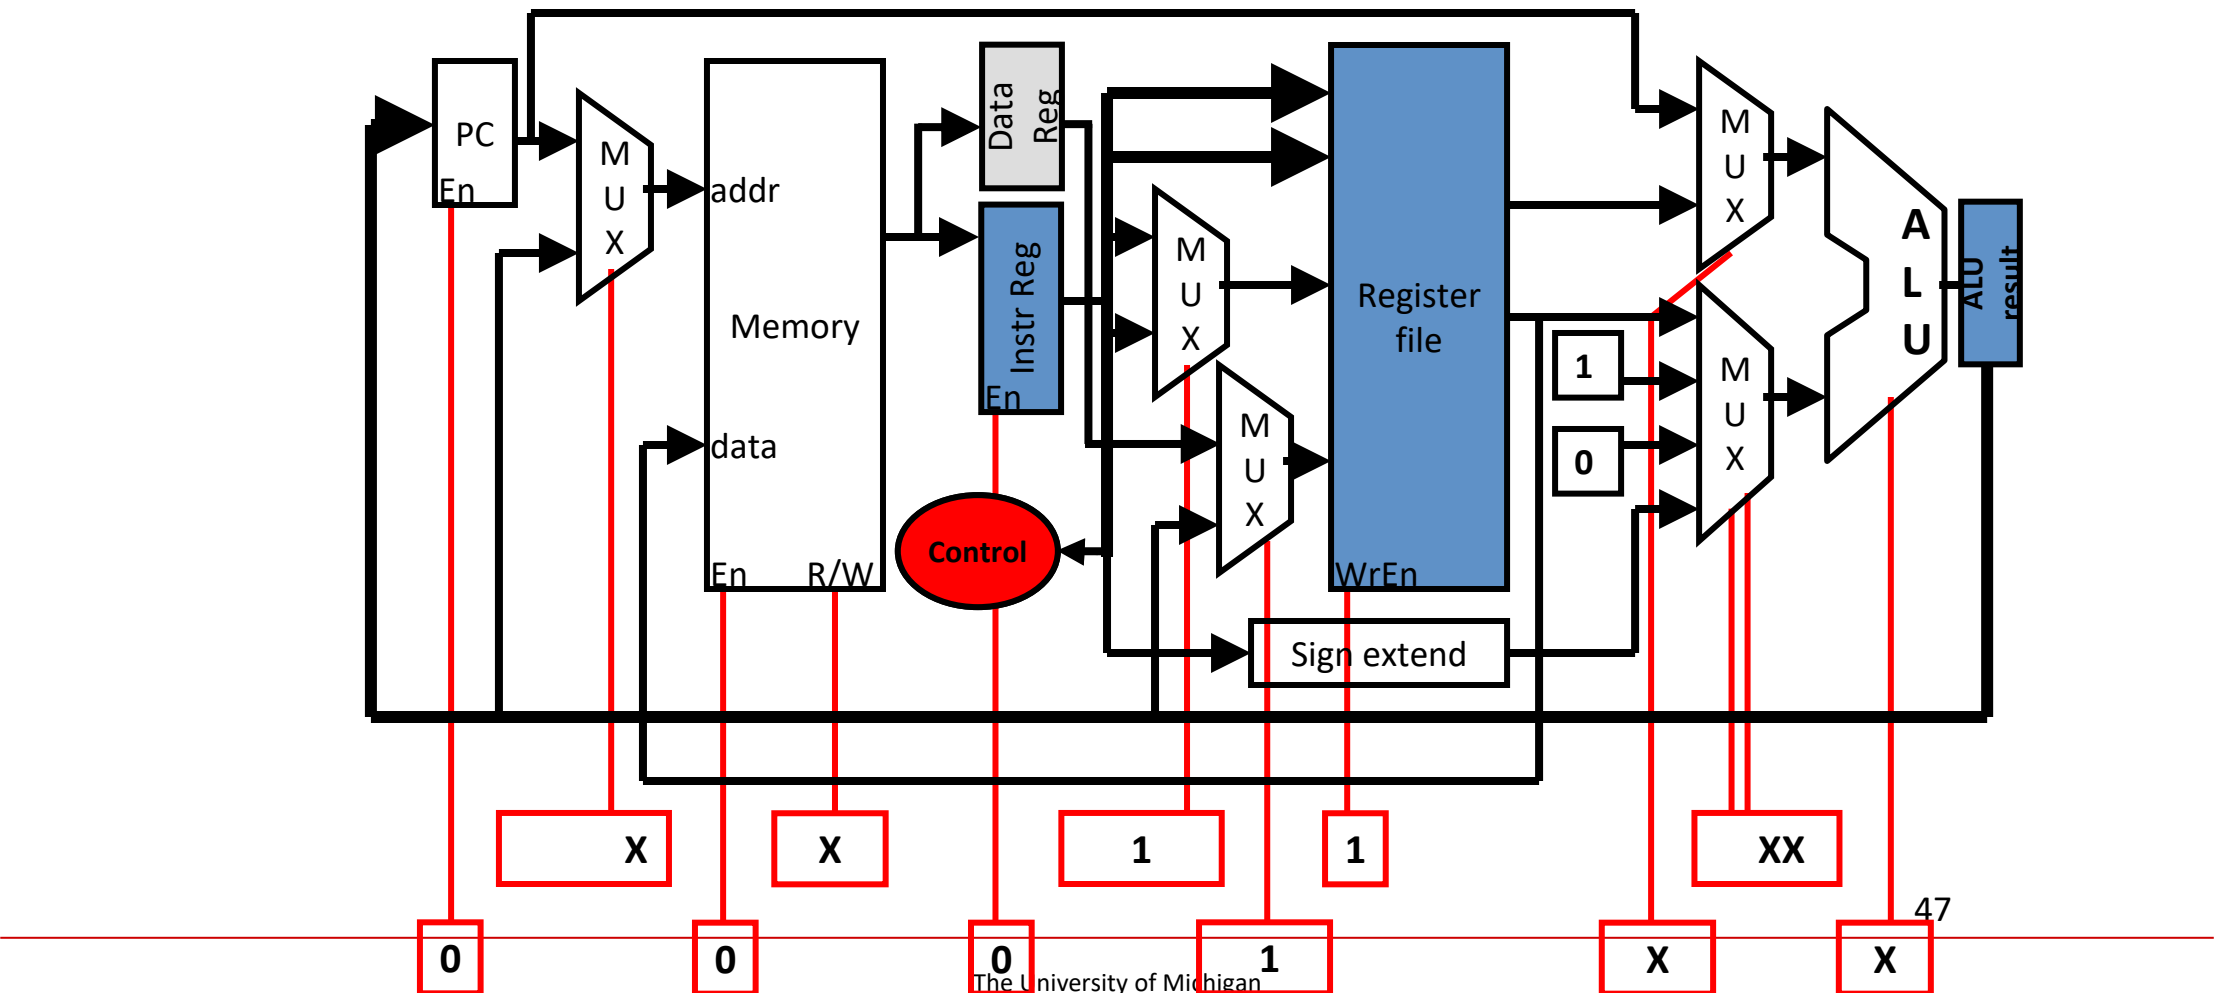 PC
En
M
U
X
addr
Memory
data
En
R/W
Data
Reg
Instr Reg
En
Control
M
U
X
M
U
X
Register
file
WrEn
Sign extend
M
U
X
1
0
M
U
X
A
L
U
ALU
result
X
X
1
1
XX
47
0
0
0
1
X
X
The University of Michigan